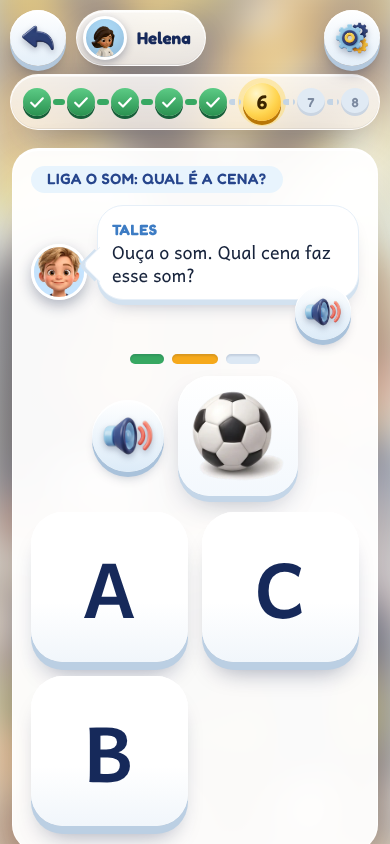 Helena
6
7
8
LIGA O SOM: QUAL É A CENA?
TALES
Ouça o som. Qual cena faz
esse som?
A
C
B